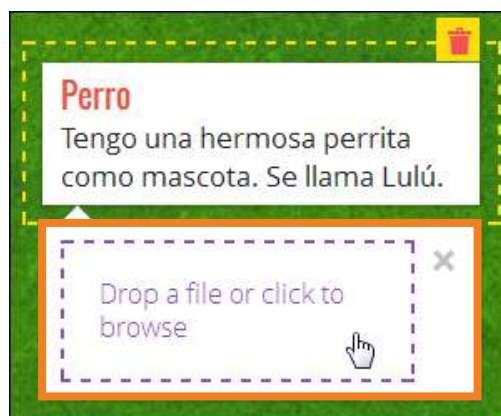 Perro
Tengo una hermosa perrita
como mascota. Se llama Lulú.
Drop a file or click to
browse